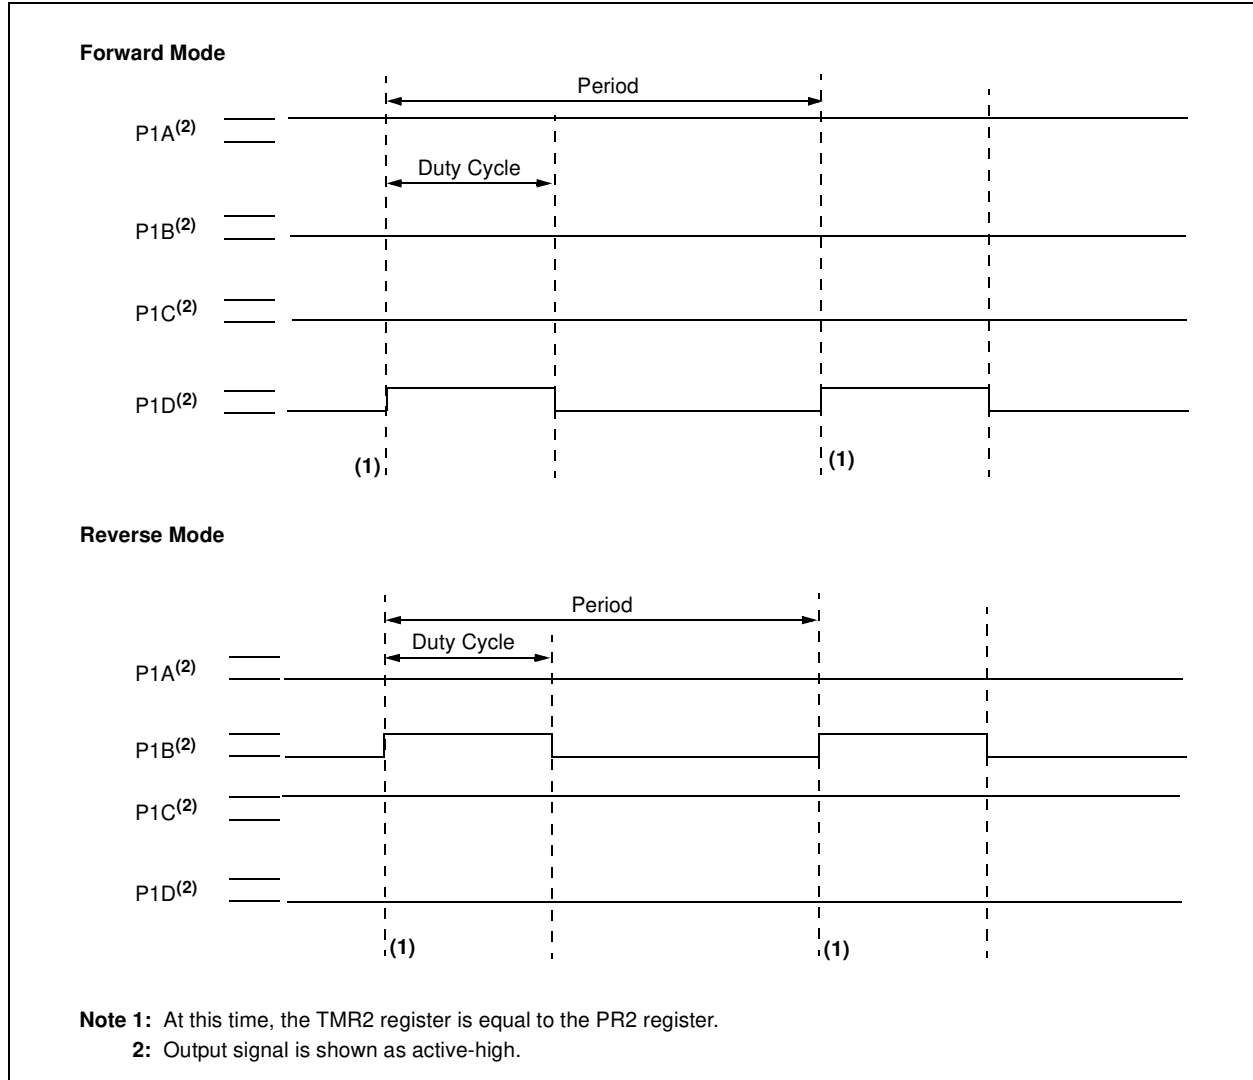 Forward Mode
Period
P1A(2)
Duty Cycle
P1B(2)
P1C(2)
P1D(2)
(1)
(1)
Reverse Mode
Period
Duty Cycle
P1A(2)
P1B(2)
P1C(2)
P1D(2)
(1)
(1)
Note 1: At this time, the TMR2 register is equal to the PR2 register.
2: Output signal is shown as active-high.